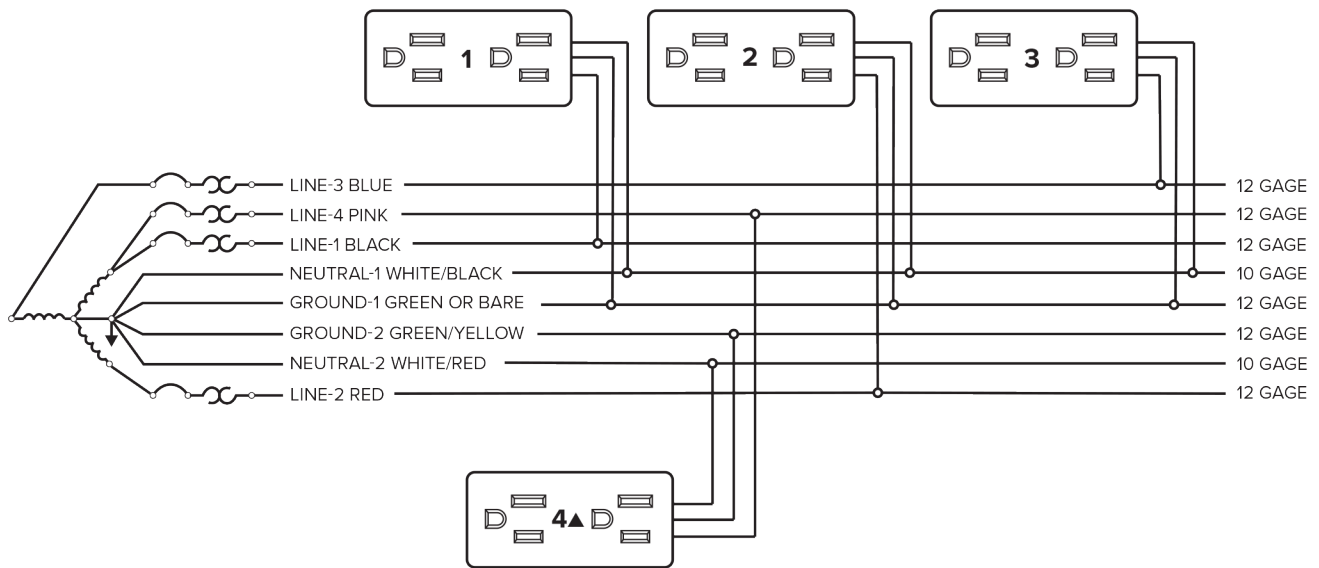 1
2
3
LINE-3 BLUE
12 GAGE
LINE-4 PINK
12 GAGE
LINE-1 BLACK
12 GAGE
NEUTRAL-1 WHITE/BLACK
10 GAGE
GROUND-1 GREEN OR BARE
12 GAGE
GROUND-2 GREEN/YELLOW
12 GAGE
NEUTRAL-2 WHITE/RED
10 GAGE
LINE-2 RED
12 GAGE
4▲